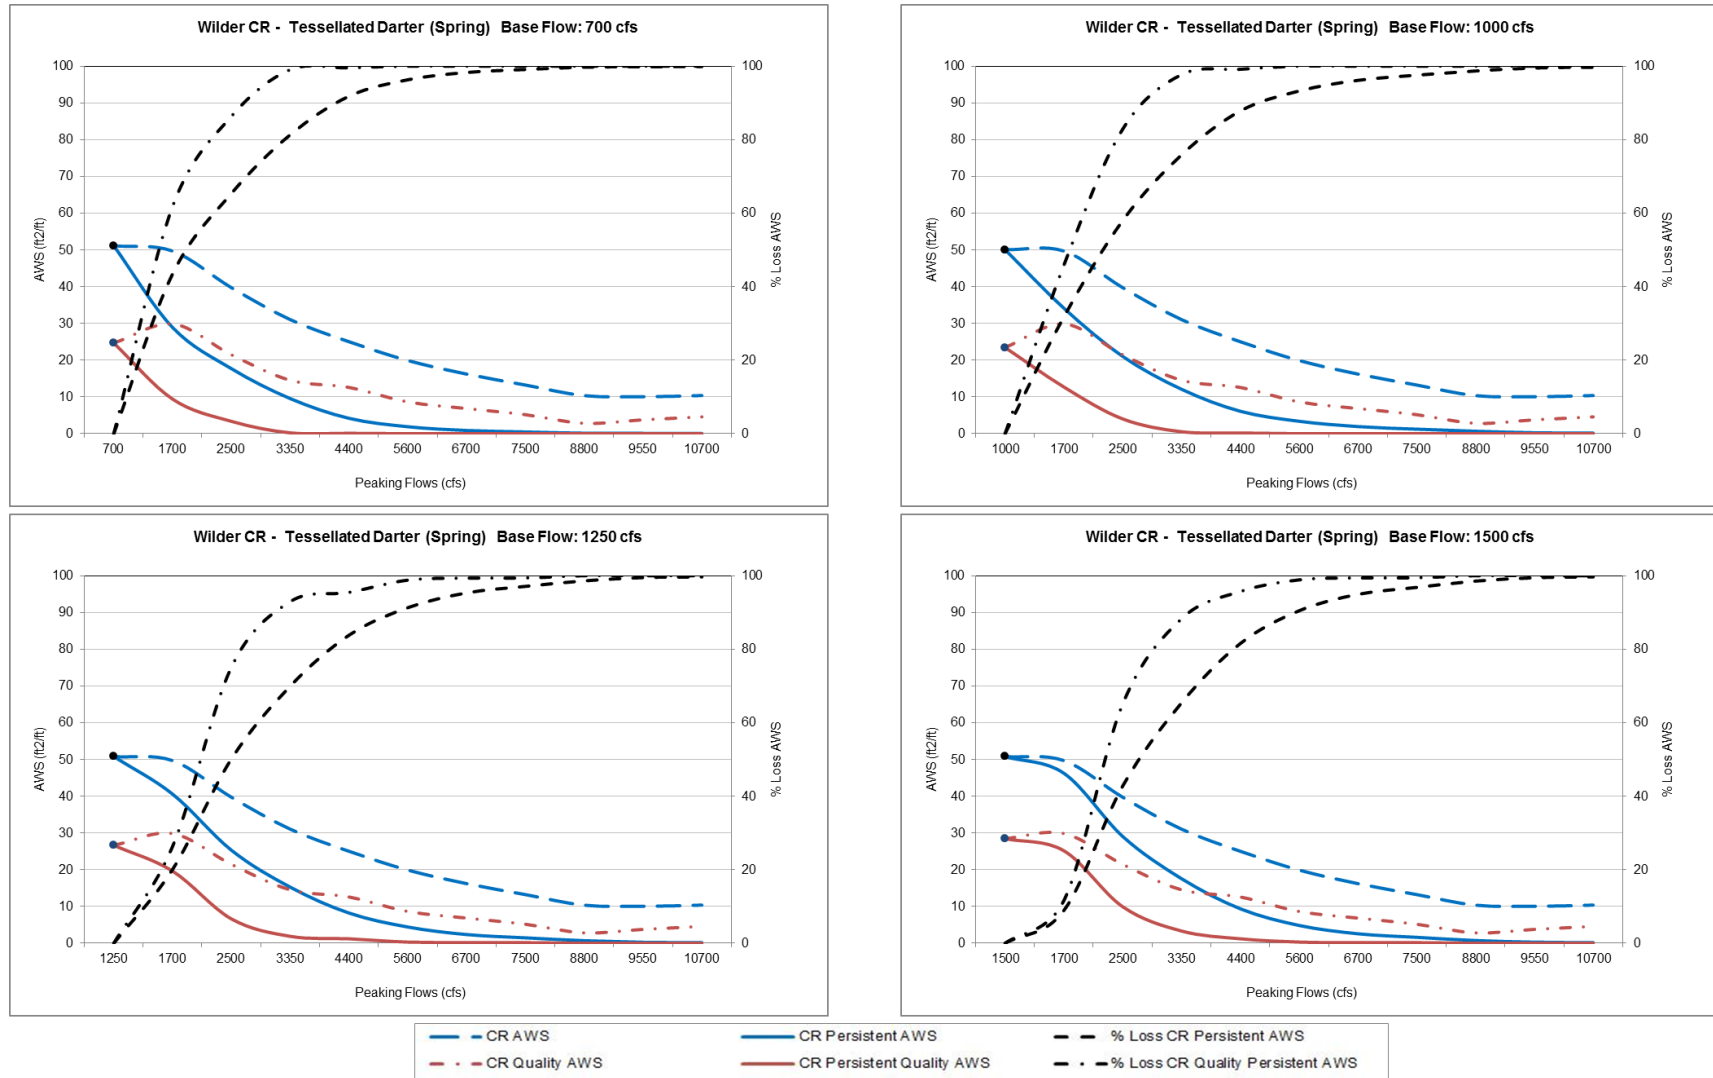 Wilder CR - Tessellated Darter (Spring) Base Flow: 700 cfs
100 100
90
80 80
70
60 60
50
40 40
30
20 20
10
0 0
AWS (ft2/ft)
% Loss AWS
700 1700 2500 3350 4400 5600 6700 7500 8800 9550 10700
Peaking Flows (cfs)
Wilder CR - Tessellated Darter (Spring) Base Flow: 1000 cfs
100 100
90
80 80
70
60 60
50
40 40
30
20 20
10
0 0
AWS (ft2/ft)
% Loss AWS
1000 1700 2500 3350 4400 5600 6700 7500 8800 9550 10700
Peaking Flows (cfs)
Wilder CR - Tessellated Darter (Spring) Base Flow: 1250 cfs
100 100
90
80 80
70
60 60
50
40 40
30
20 20
10
0 0
AWS (ft2/ft)
% Loss AWS
1250 1700 2500 3350 4400 5600 6700 7500 8800 9550 10700
Peaking Flows (cfs)
Wilder CR - Tessellated Darter (Spring) Base Flow: 1500 cfs
100 100
90
80 80
70
60 60
50
40 40
30
20 20
10
0 0
AWS (ft2/ft)
% Loss AWS
1500 1700 2500 3350 4400 5600 6700 7500 8800 9550 10700
Peaking Flows (cfs)
CR AWS CR Persistent AWS % Loss CR Persistent AWS
CR Quality AWS CR Persistent Quality AWS % Loss CR Quality Persistent AWS